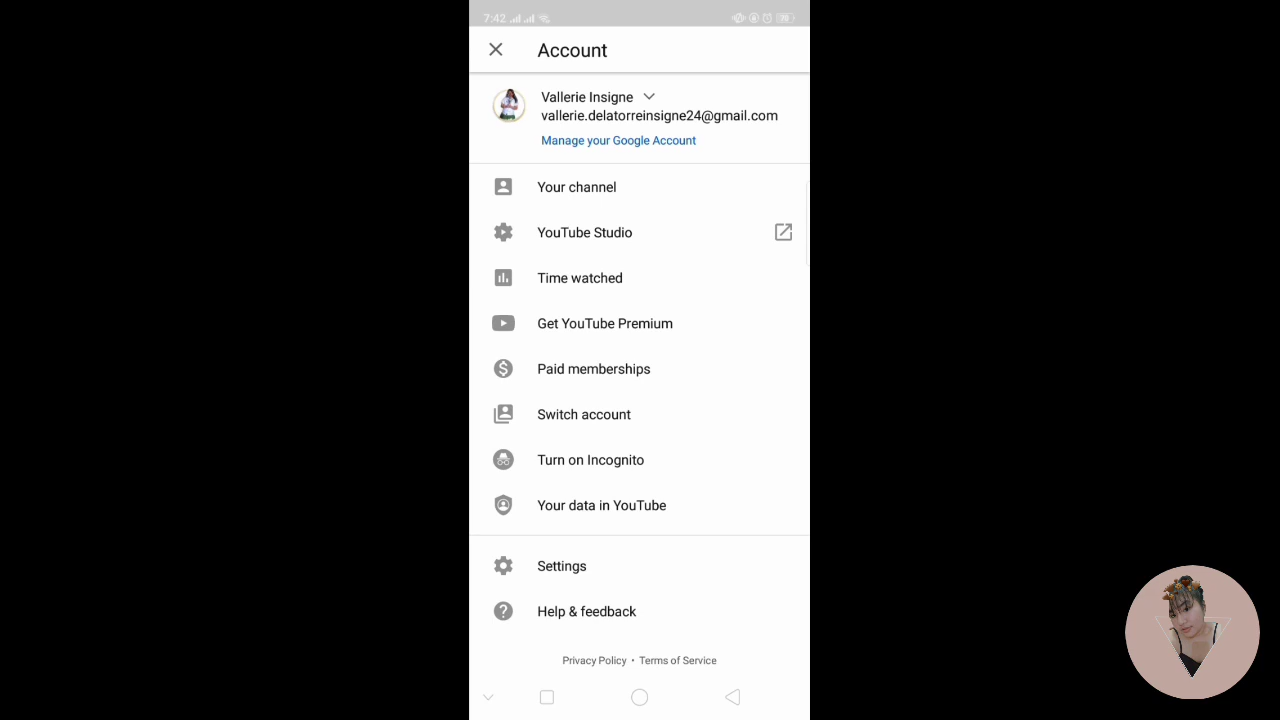 7:42
Account
Vallerie Insigne
vallerie.delatorreinsigne24@gmail.com
Manage your Google Account
Your channel
YouTube Studio
Time watched
Get YouTube Premium
Paid memberships
Switch account
Turn on Incognito
Your data in YouTube
Settings
Help & feedback
Privacy Policy • Terms of Service